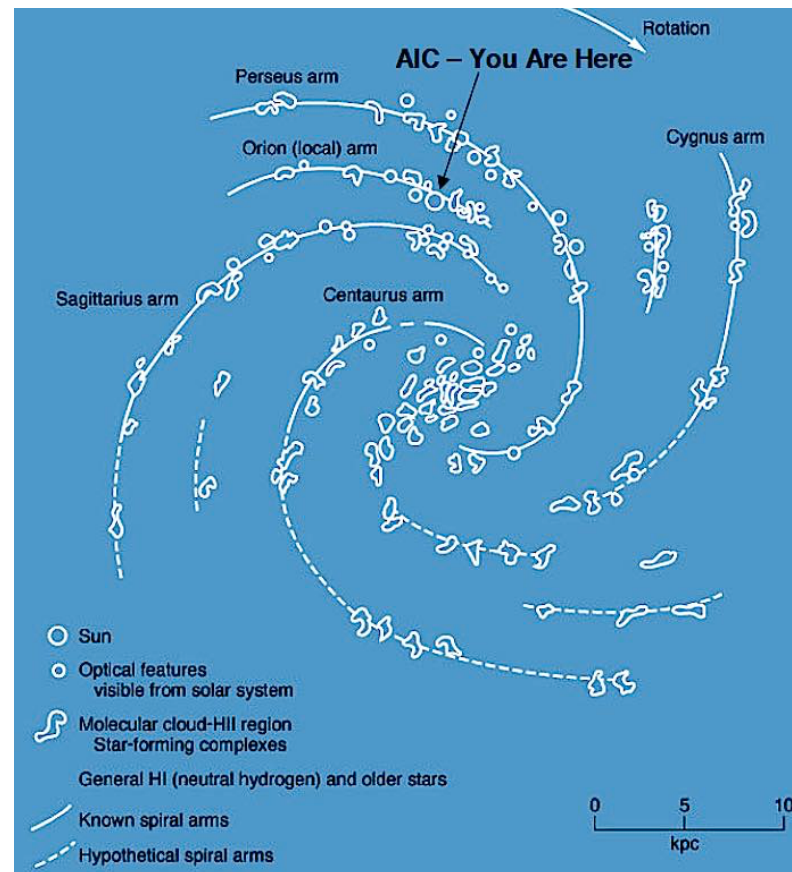 Rotation
AIC – You Are Here
Perseus arm
Orion (local) arm
Cygnus arm
Sagittarius arm
Centaurus arm
Sun
Optical features
visible from solar system
Molecular cloud-HII region
Star-forming complexes
General HI (neutral hydrogen) and older stars
Known spiral arms
Hypothetical spiral arms
0 5 10
kpc